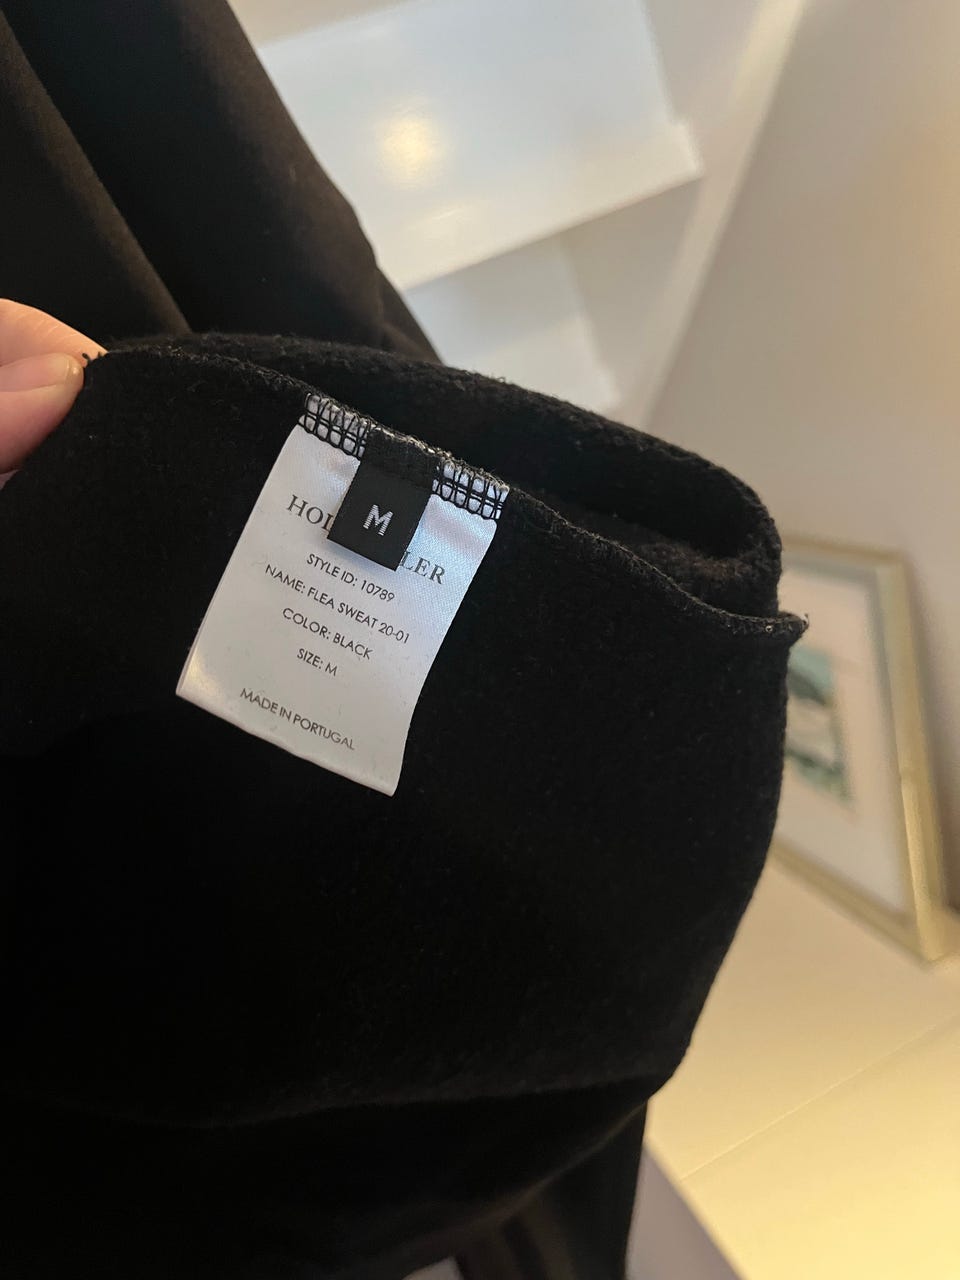 M
STYLE ID: 10789
NAME: FLEA SWEAT 20-01
COLOR: BLACK
SIZE: M
MADE IN PORTUGAL